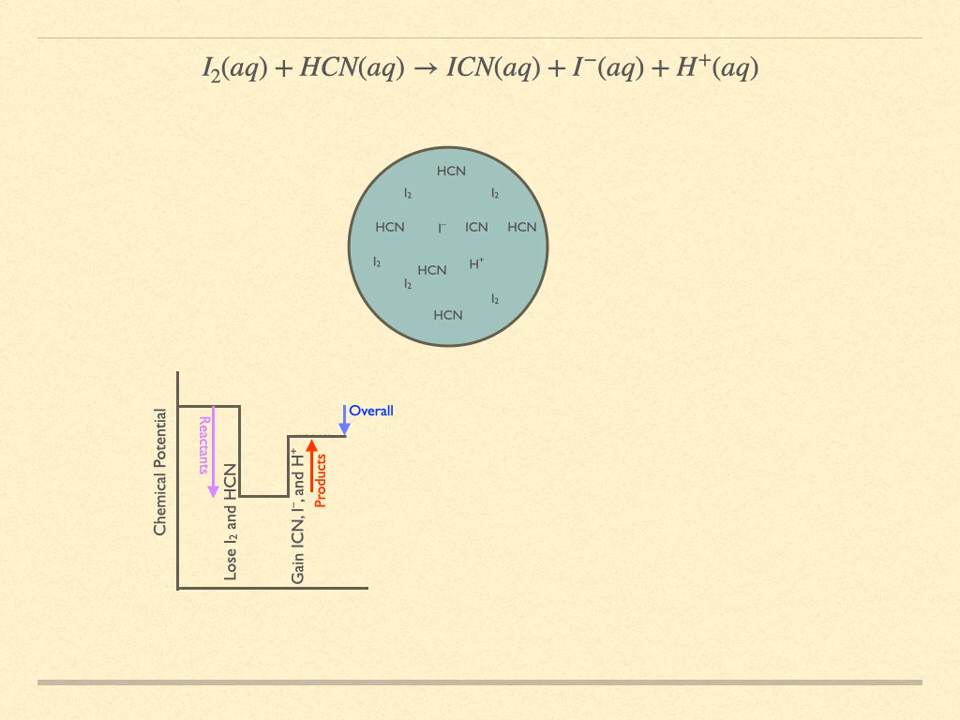 I₂(aq) + HCN(aq) → ICN(aq) + I⁻(aq) + H⁺(aq)
HCN
I₂ I₂
HCN I⁻ ICN HCN
I₂ HCN H⁺
I₂ I₂
HCN
Chemical Potential
Reactants
Lose I₂ and HCN
Gain ICN, I⁻, and H⁺
Products
Overall